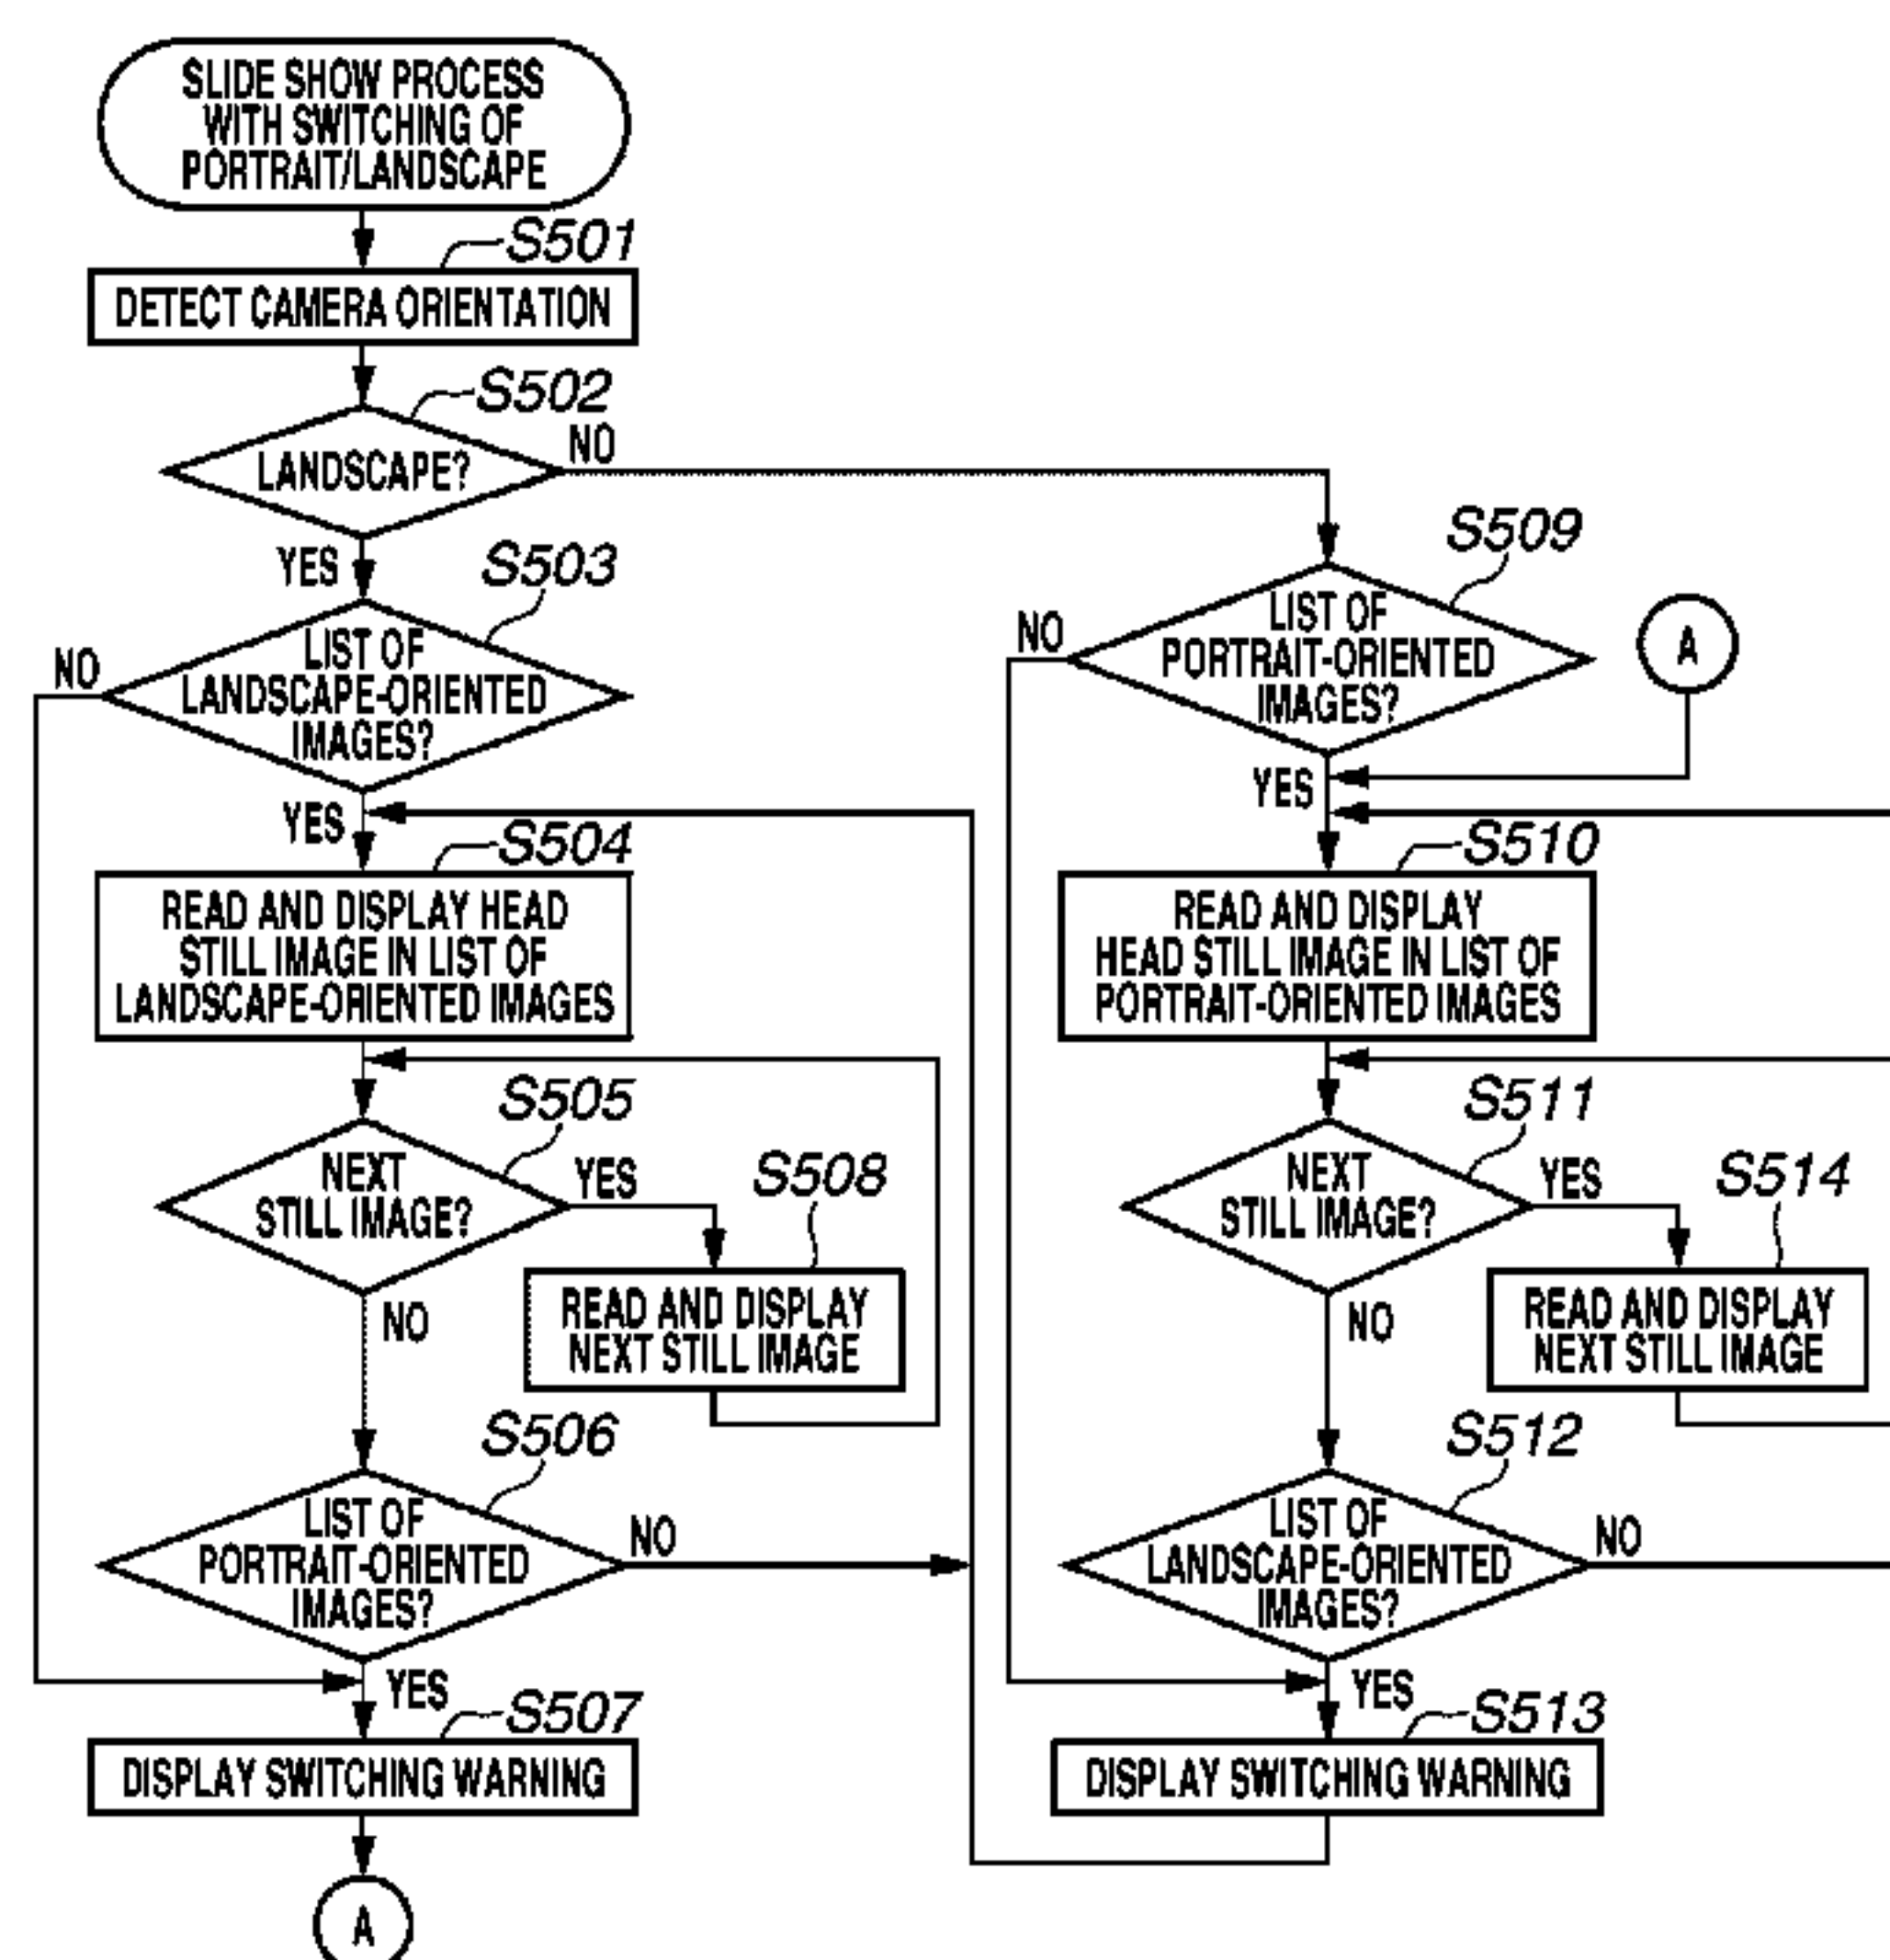 SLIDE SHOW PROCESS
WITH SWITCHING OF
PORTRAIT/LANDSCAPE
S501
DETECT CAMERA ORIENTATION
S502
LANDSCAPE?
NO
YES
S503
LIST OF
LANDSCAPE-ORIENTED
IMAGES?
NO
YES
S504
READ AND DISPLAY HEAD
STILL IMAGE IN LIST OF
LANDSCAPE-ORIENTED IMAGES
S505
NEXT
STILL IMAGE?
YES
S508
READ AND DISPLAY
NEXT STILL IMAGE
NO
S506
LIST OF
PORTRAIT-ORIENTED
IMAGES?
NO
YES
S507
DISPLAY SWITCHING WARNING
A
S509
LIST OF
PORTRAIT-ORIENTED
IMAGES?
NO
A
YES
S510
READ AND DISPLAY
HEAD STILL IMAGE IN LIST OF
PORTRAIT-ORIENTED IMAGES
S511
NEXT
STILL IMAGE?
YES
S514
READ AND DISPLAY
NEXT STILL IMAGE
NO
S512
LIST OF
LANDSCAPE-ORIENTED
IMAGES?
NO
YES
S513
DISPLAY SWITCHING WARNING